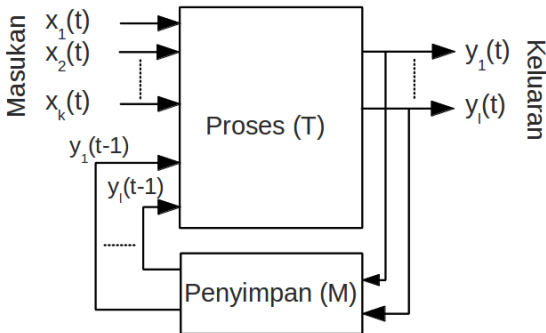 Masukan
x1(t)
x2(t)
xk(t)
y1(t-1)
yl(t-1)
Proses (T)
Penyimpan (M)
y1(t)
yl(t)
Keluaran